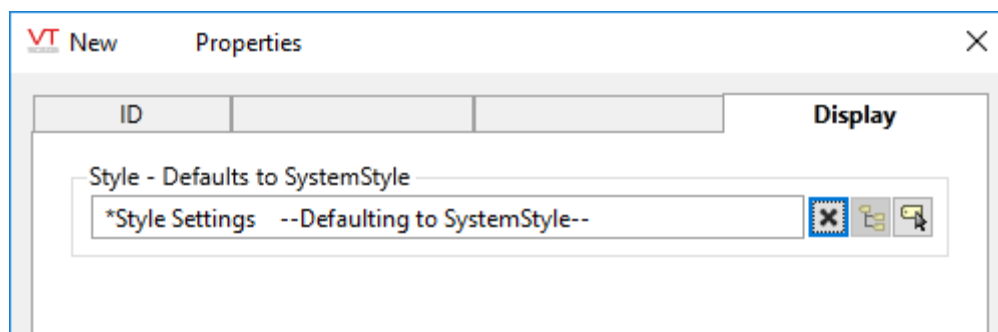 VT New Properties
ID Display
Style - Defaults to SystemStyle
*Style Settings --Defaulting to SystemStyle--